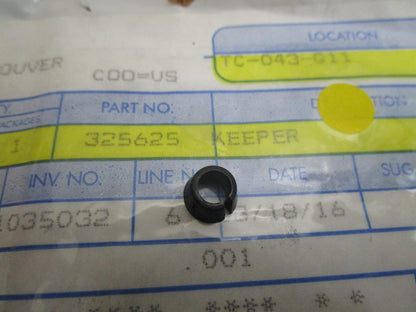 LOCATION
OUVER COO=US TC-043-G11
PART NO.
PACKAGES
1 325625 KEEPER
INV. NO. LINE N DATE SUG
035032 6 3/18/16
.001
**** **** * *